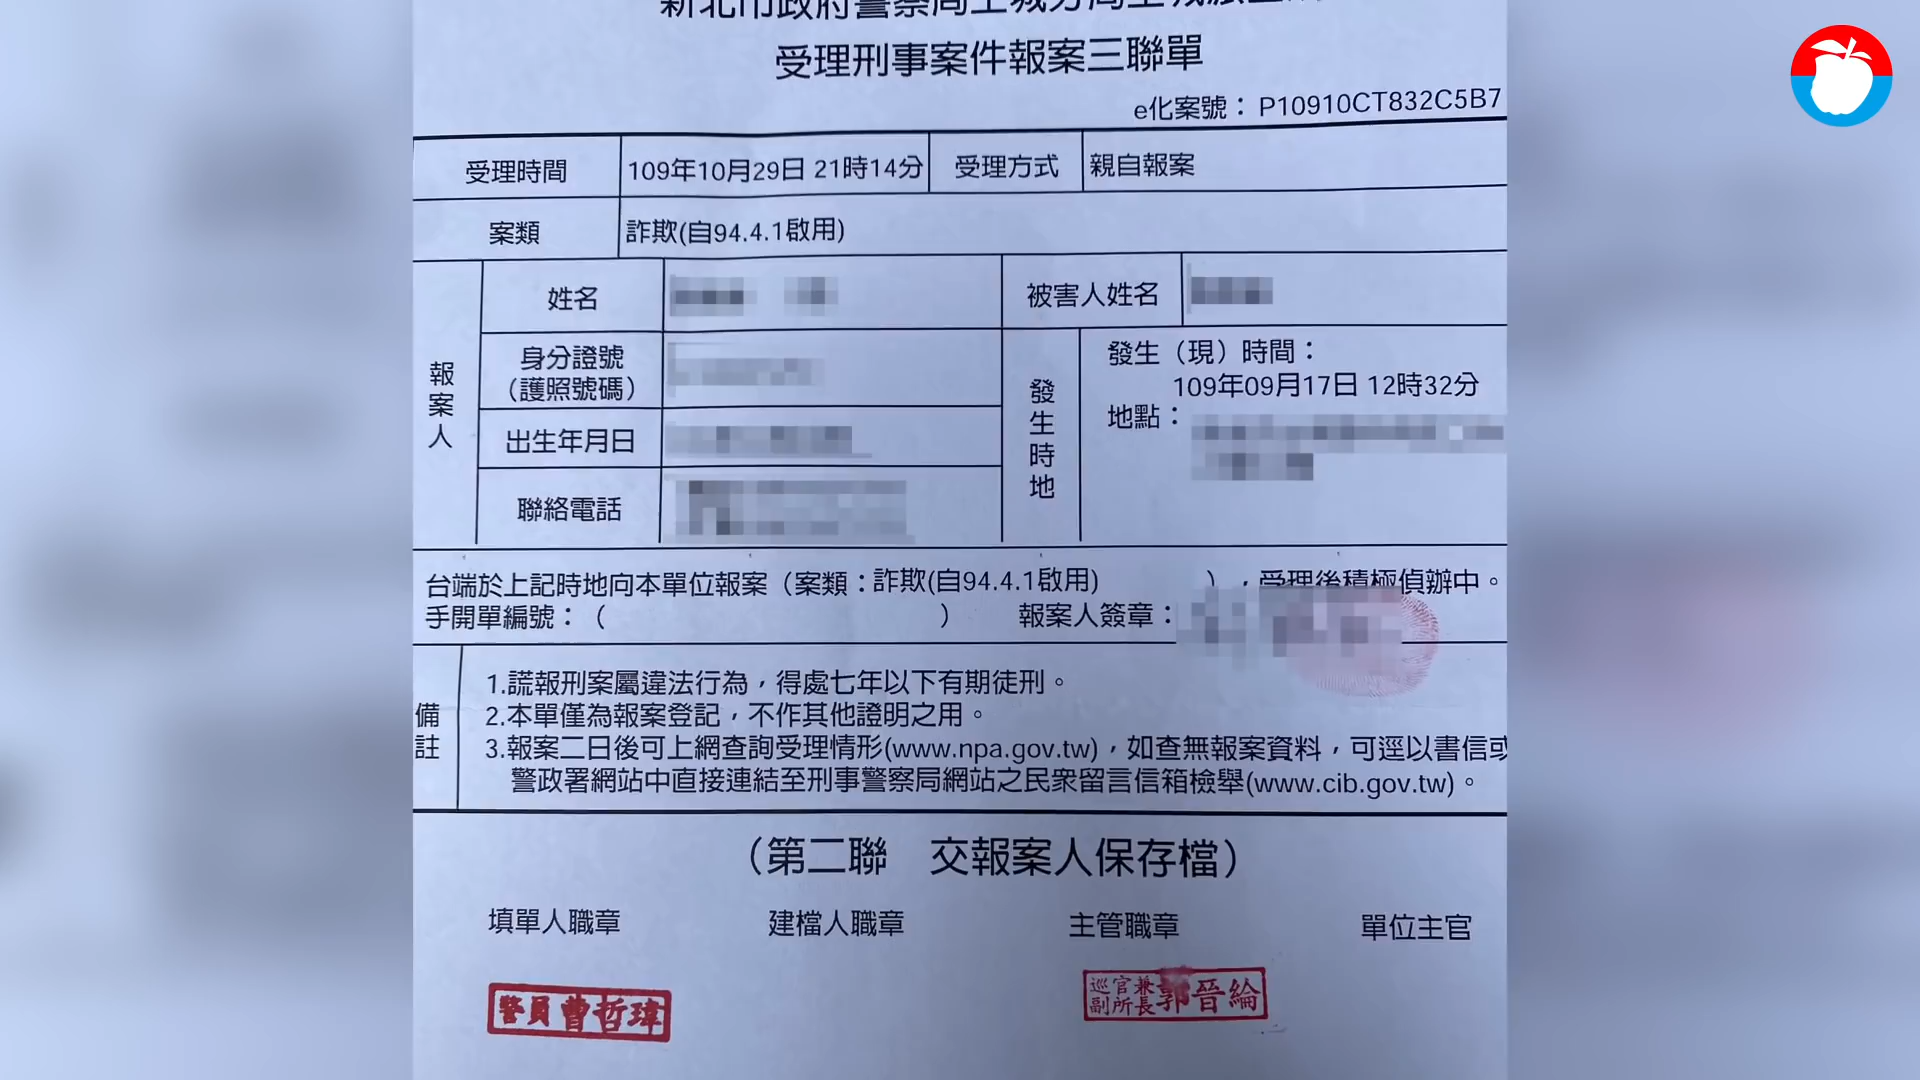 新北市政府警察局土城分局土城派出所
受理刑事案件報案三聯單
e化案號：P10910CT832C5B7
受理時間 109年10月29日 21時14分 受理方式 親自報案
案類 詐欺(自94.4.1啟用)
報案人
姓名
被害人姓名
身分證號
（護照號碼）
出生年月日
聯絡電話
發生時地
發生（現）時間：
109年09月17日 12時32分
地點：
台端於上記時地向本單位報案（案類：詐欺(自94.4.1啟用) ），受理後積極偵辦中。
手開單編號：（ ） 報案人簽章：
備註
1.謊報刑案屬違法行為，得處七年以下有期徒刑。
2.本單僅為報案登記，不作其他證明之用。
3.報案二日後可上網查詢受理情形(www.npa.gov.tw)，如查無報案資料，可逕以書信或
警政署網站中直接連結至刑事警察局網站之民眾留言信箱檢舉(www.cib.gov.tw)。
（第二聯 交報案人保存檔）
填單人職章 建檔人職章 主管職章 單位主官
警員曹哲瑋
巡官兼副所長郭晉綸